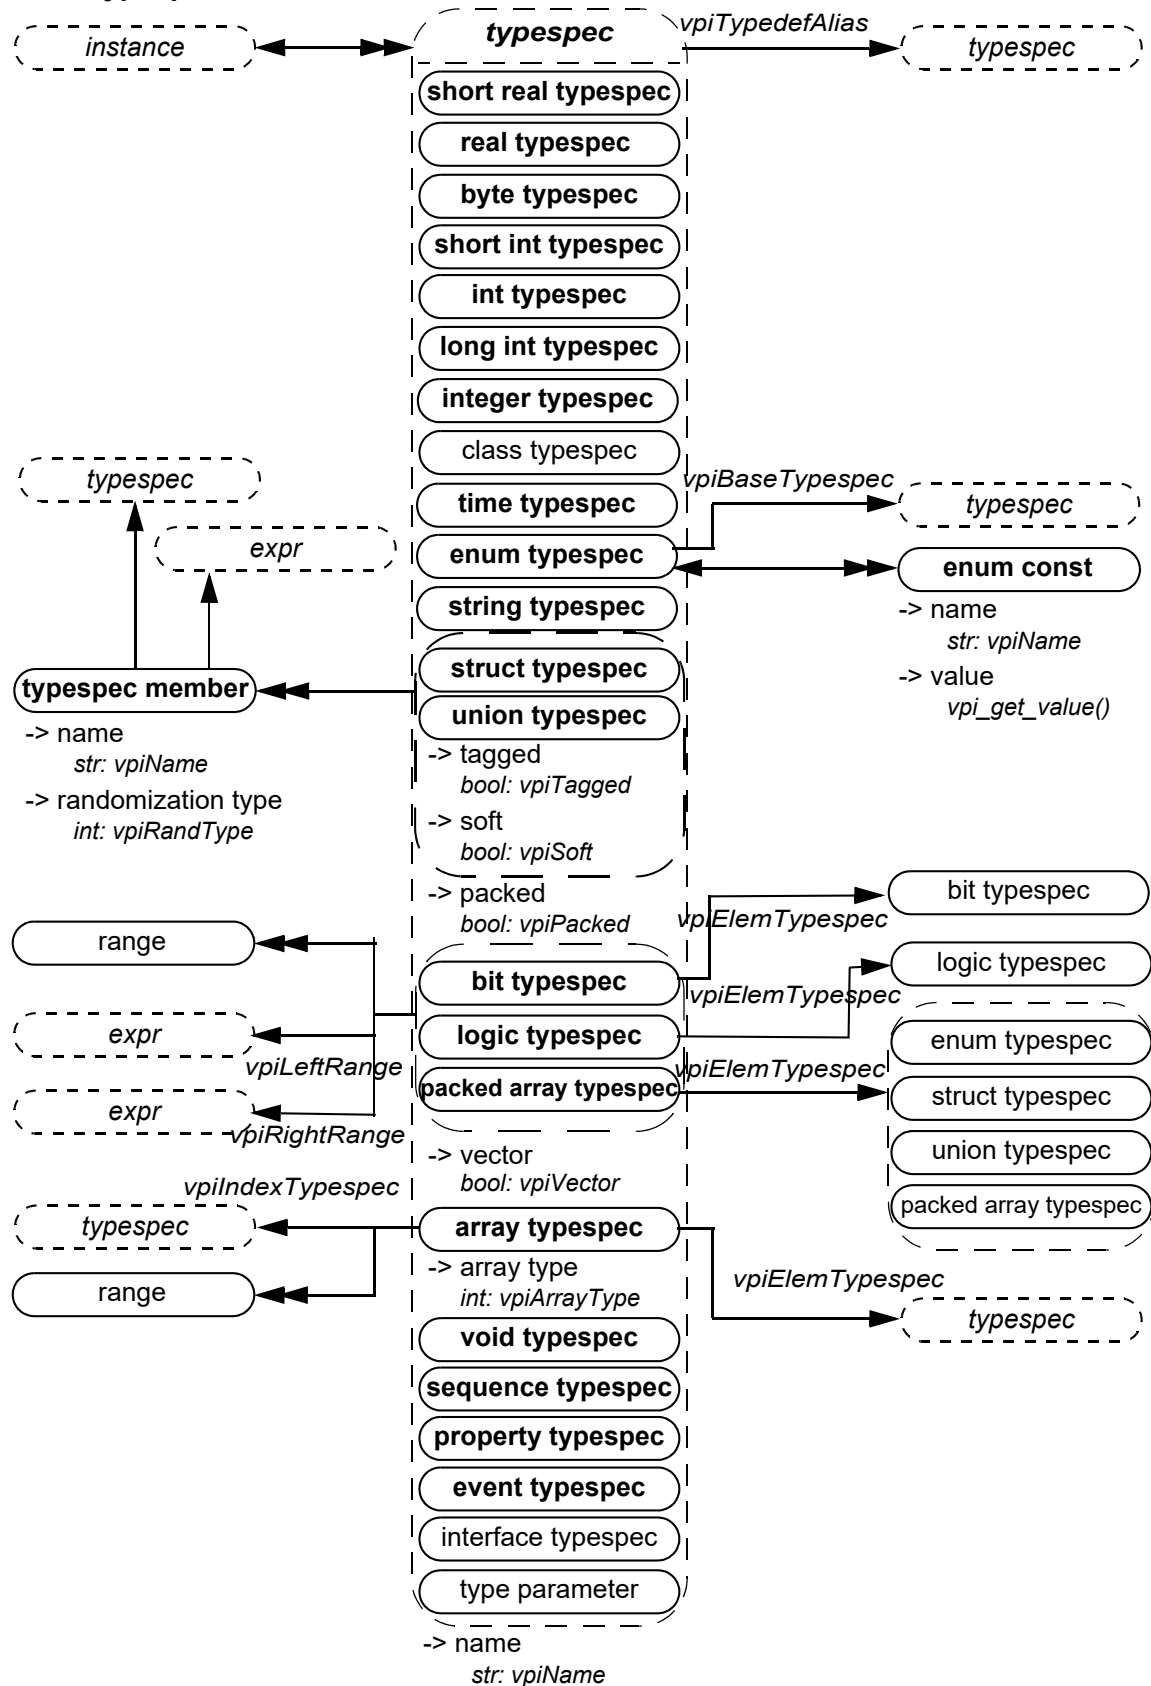 instance
typespec
vpiTypedefAlias
typespec
short real typespec
real typespec
byte typespec
short int typespec
int typespec
long int typespec
integer typespec
class typespec
typespec
vpiBaseTypespec
time typespec
typespec
expr
enum typespec
enum const
string typespec
-> name
str: vpiName
struct typespec
-> value
typespec member
vpi_get_value()
union typespec
-> name
str: vpiName
-> tagged
bool: vpiTagged
-> randomization type
int: vpiRandType
-> soft
bool: vpiSoft
-> packed
bool: vpiPacked
vpiElemTypespec
bit typespec
range
bit typespec
vpiElemTypespec
logic typespec
expr
vpiLeftRange
logic typespec
enum typespec
vpiElemTypespec
packed array typespec
struct typespec
expr
vpiRightRange
-> vector
bool: vpiVector
union typespec
vpiIndexTypespec
typespec
array typespec
packed array typespec
-> array type
int: vpiArrayType
range
vpiElemTypespec
typespec
void typespec
sequence typespec
property typespec
event typespec
interface typespec
type parameter
-> name
str: vpiName